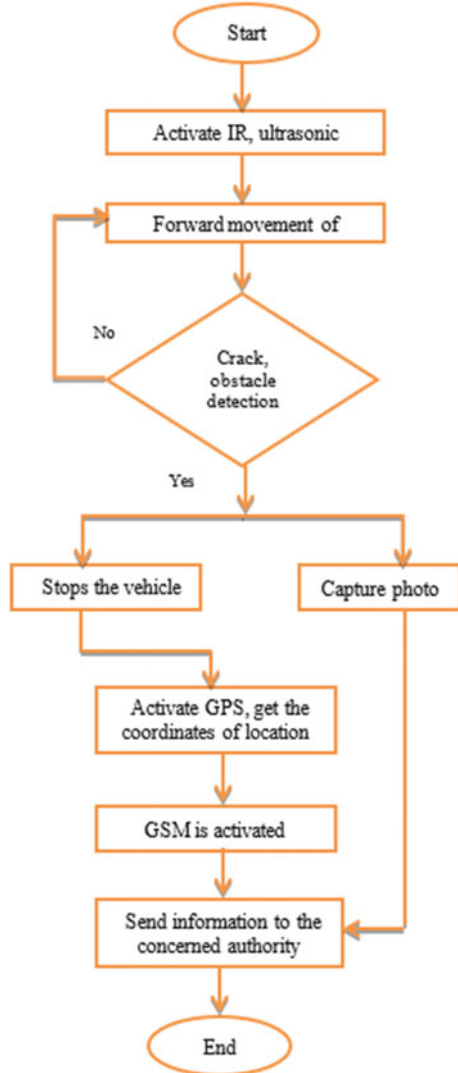 Start
Activate IR, ultrasonic
Forward movement of
No
Crack,
obstacle
detection
Yes
Stops the vehicle
Capture photo
Activate GPS, get the
coordinates of location
GSM is activated
Send information to the
concerned authority
End